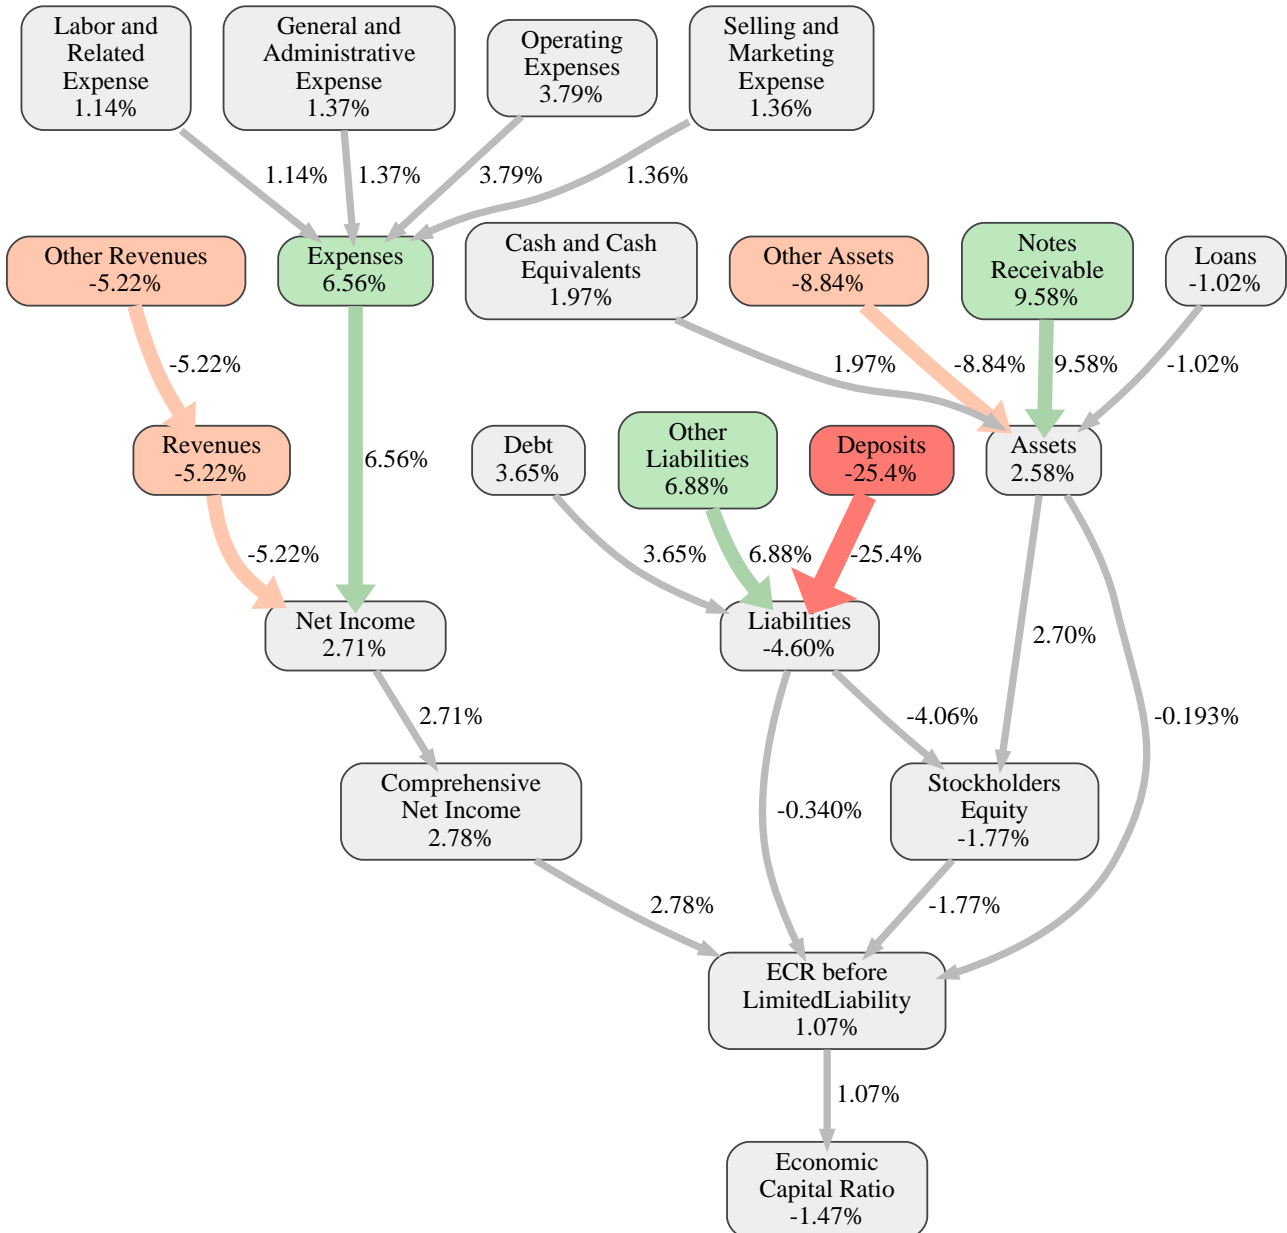 Labor and
Related
Expense
1.14%
General and
Administrative
Expense
1.37%
Operating
Expenses
3.79%
Selling and
Marketing
Expense
1.36%
1.14%
1.37%
3.79%
1.36%
Other Revenues
-5.22%
Expenses
6.56%
Cash and Cash
Equivalents
1.97%
Other Assets
-8.84%
Notes
Receivable
9.58%
Loans
-1.02%
-5.22%
1.97%
-8.84%
9.58%
-1.02%
Revenues
-5.22%
6.56%
Debt
3.65%
Other
Liabilities
6.88%
Deposits
-25.4%
Assets
2.58%
-5.22%
3.65%
6.88%
-25.4%
Net Income
2.71%
Liabilities
-4.60%
2.70%
2.71%
-4.06%
-0.193%
Comprehensive
Net Income
2.78%
-0.340%
Stockholders
Equity
-1.77%
2.78%
-1.77%
ECR before
LimitedLiability
1.07%
1.07%
Economic
Capital Ratio
-1.47%